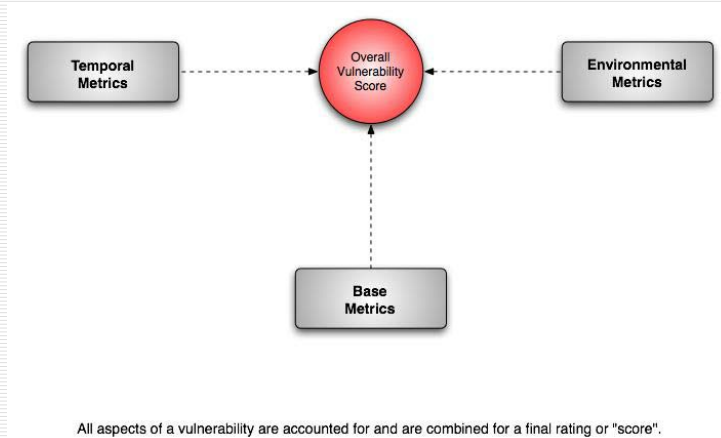 Temporal
Metrics
Overall
Vulnerability
Score
Environmental
Metrics
Base
Metrics
All aspects of a vulnerability are accounted for and are combined for a final rating or "score".